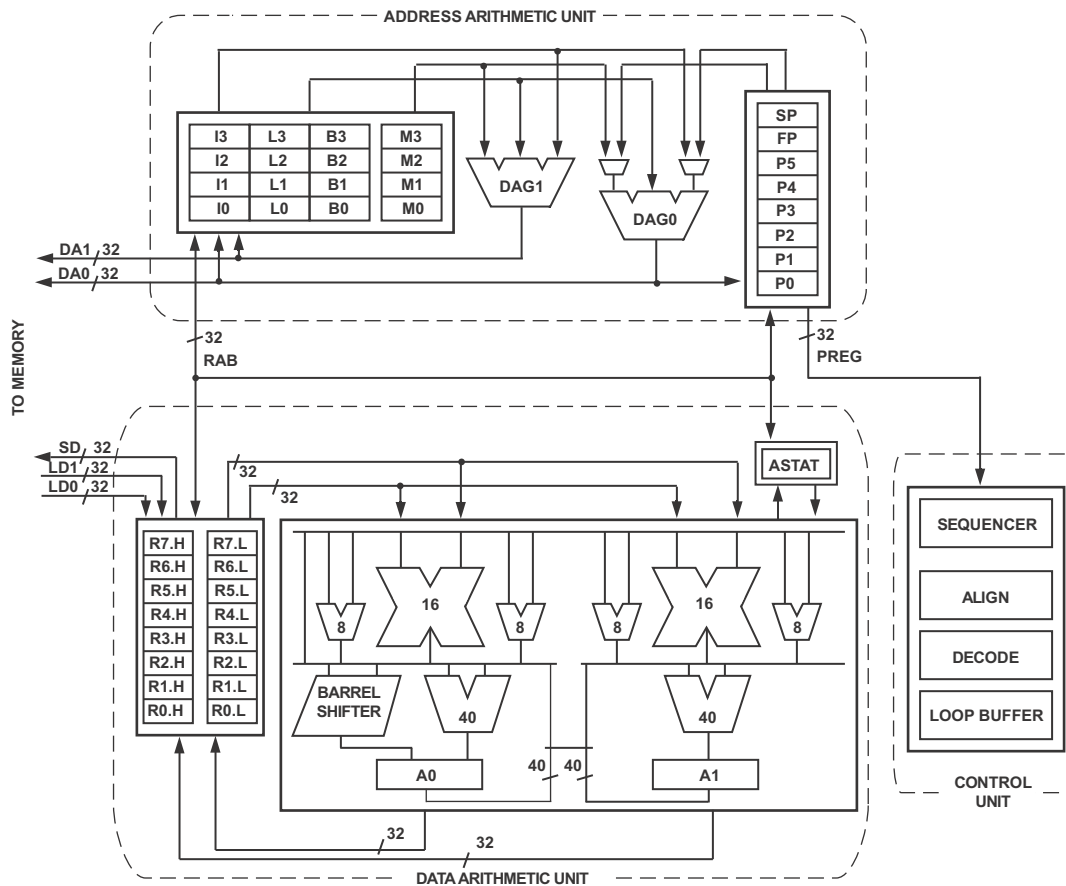 ADDRESS ARITHMETIC UNIT
I3 L3 B3 M3
I2 L2 B2 M2
I1 L1 B1 M1
I0 L0 B0 M0
DAG1
DAG0
SP
FP
P5
P4
P3
P2
P1
P0
DA1 32
DA0 32
32
RAB
32
PREG
TO MEMORY
SD 32
LD1 32
LD0 32
32
32
ASTAT
R7.H R7.L
R6.H R6.L
R5.H R5.L
R4.H R4.L
R3.H R3.L
R2.H R2.L
R1.H R1.L
R0.H R0.L
16
16
8
8
8
8
BARREL
SHIFTER
40
40
A0
40
40
A1
32
32
DATA ARITHMETIC UNIT
SEQUENCER
ALIGN
DECODE
LOOP BUFFER
CONTROL
UNIT